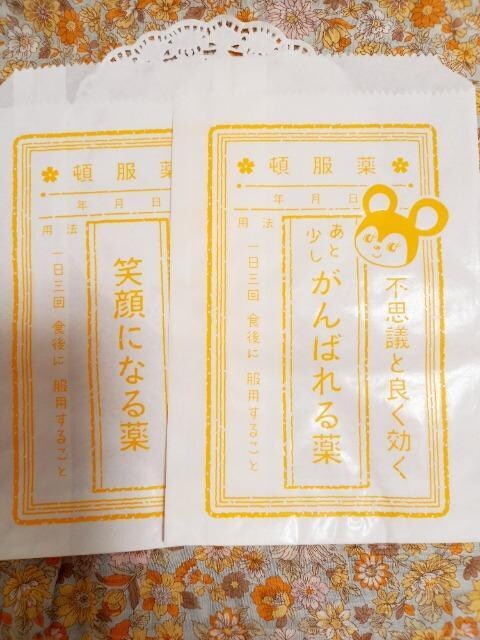 頓服薬
年 月 日
用法
笑顔になる薬
一日三回 食後に 服用すること
頓服薬
年 月 日
用法
不思議と良く効く
あと少し
がんばれる薬
一日三回 食後に 服用すること